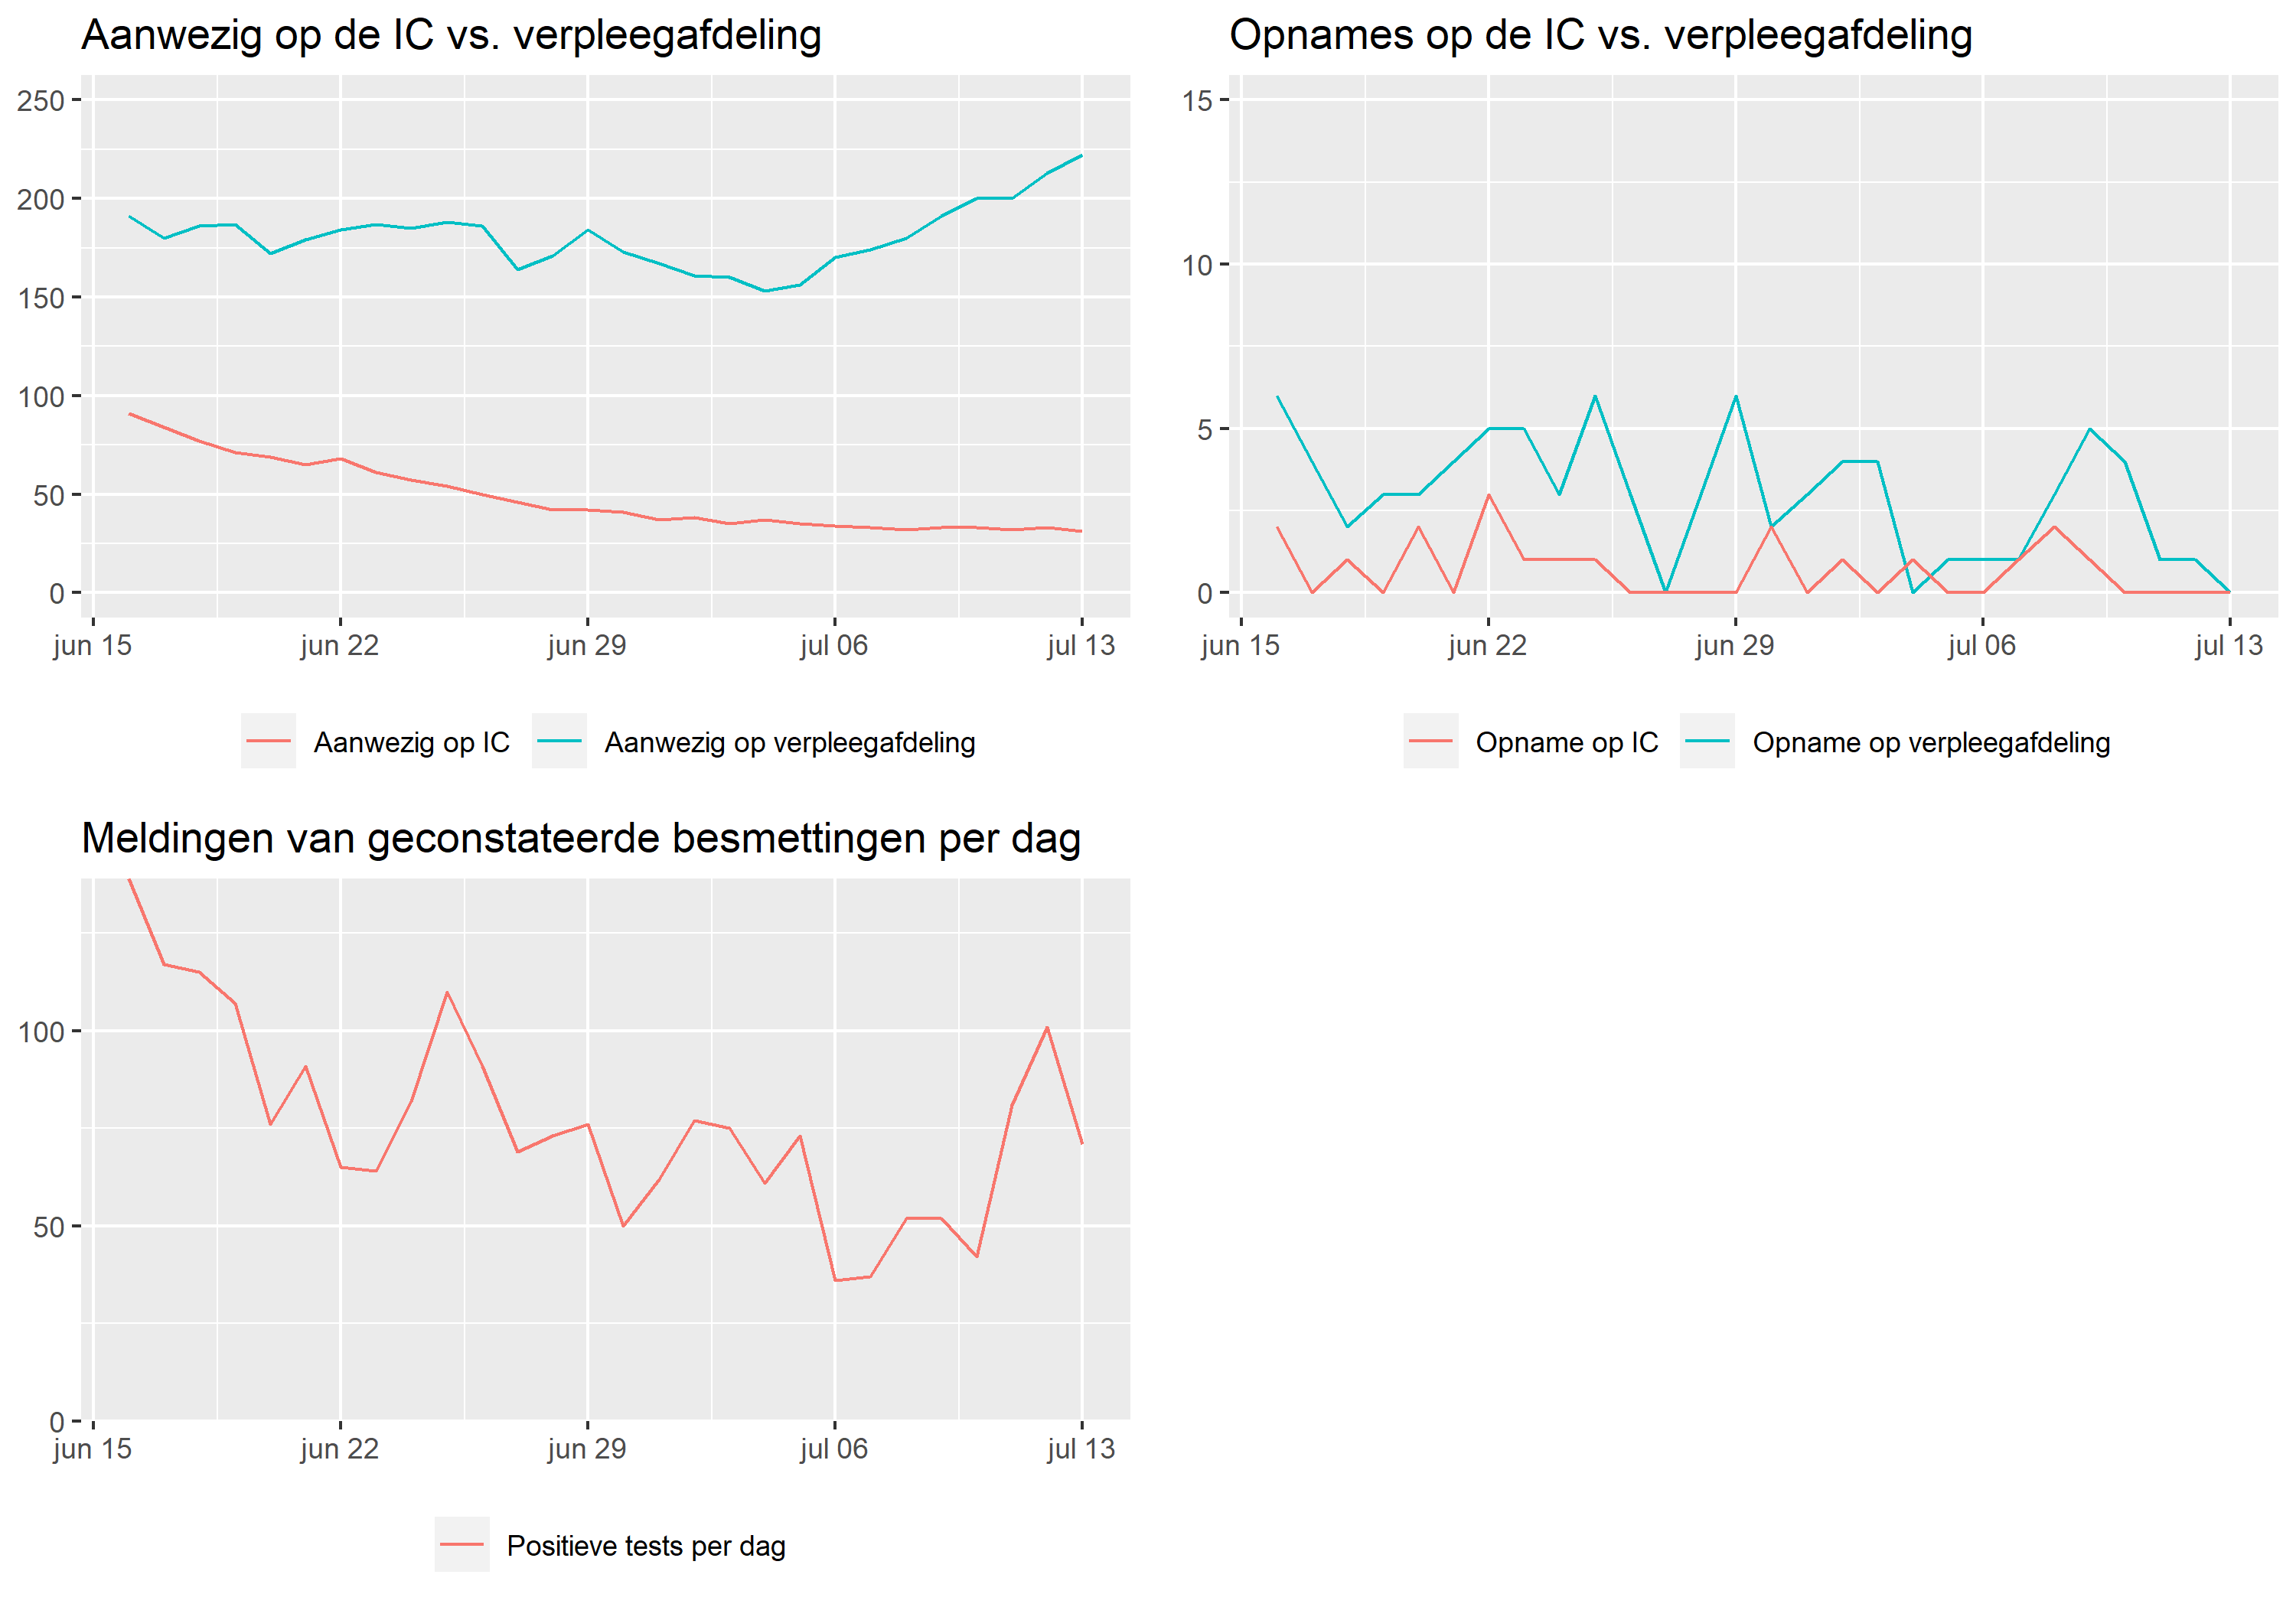 Aanwezig op de IC vs. verpleegafdeling
250
200
150
100
50
0
jun 15 jun 22 jun 29 jul 06 jul 13
Aanwezig op IC Aanwezig op verpleegafdeling
Opnames op de IC vs. verpleegafdeling
15
10
5
0
jun 15 jun 22 jun 29 jul 06 jul 13
Opname op IC Opname op verpleegafdeling
Meldingen van geconstateerde besmettingen per dag
100
50
0
jun 15 jun 22 jun 29 jul 06 jul 13
Positieve tests per dag